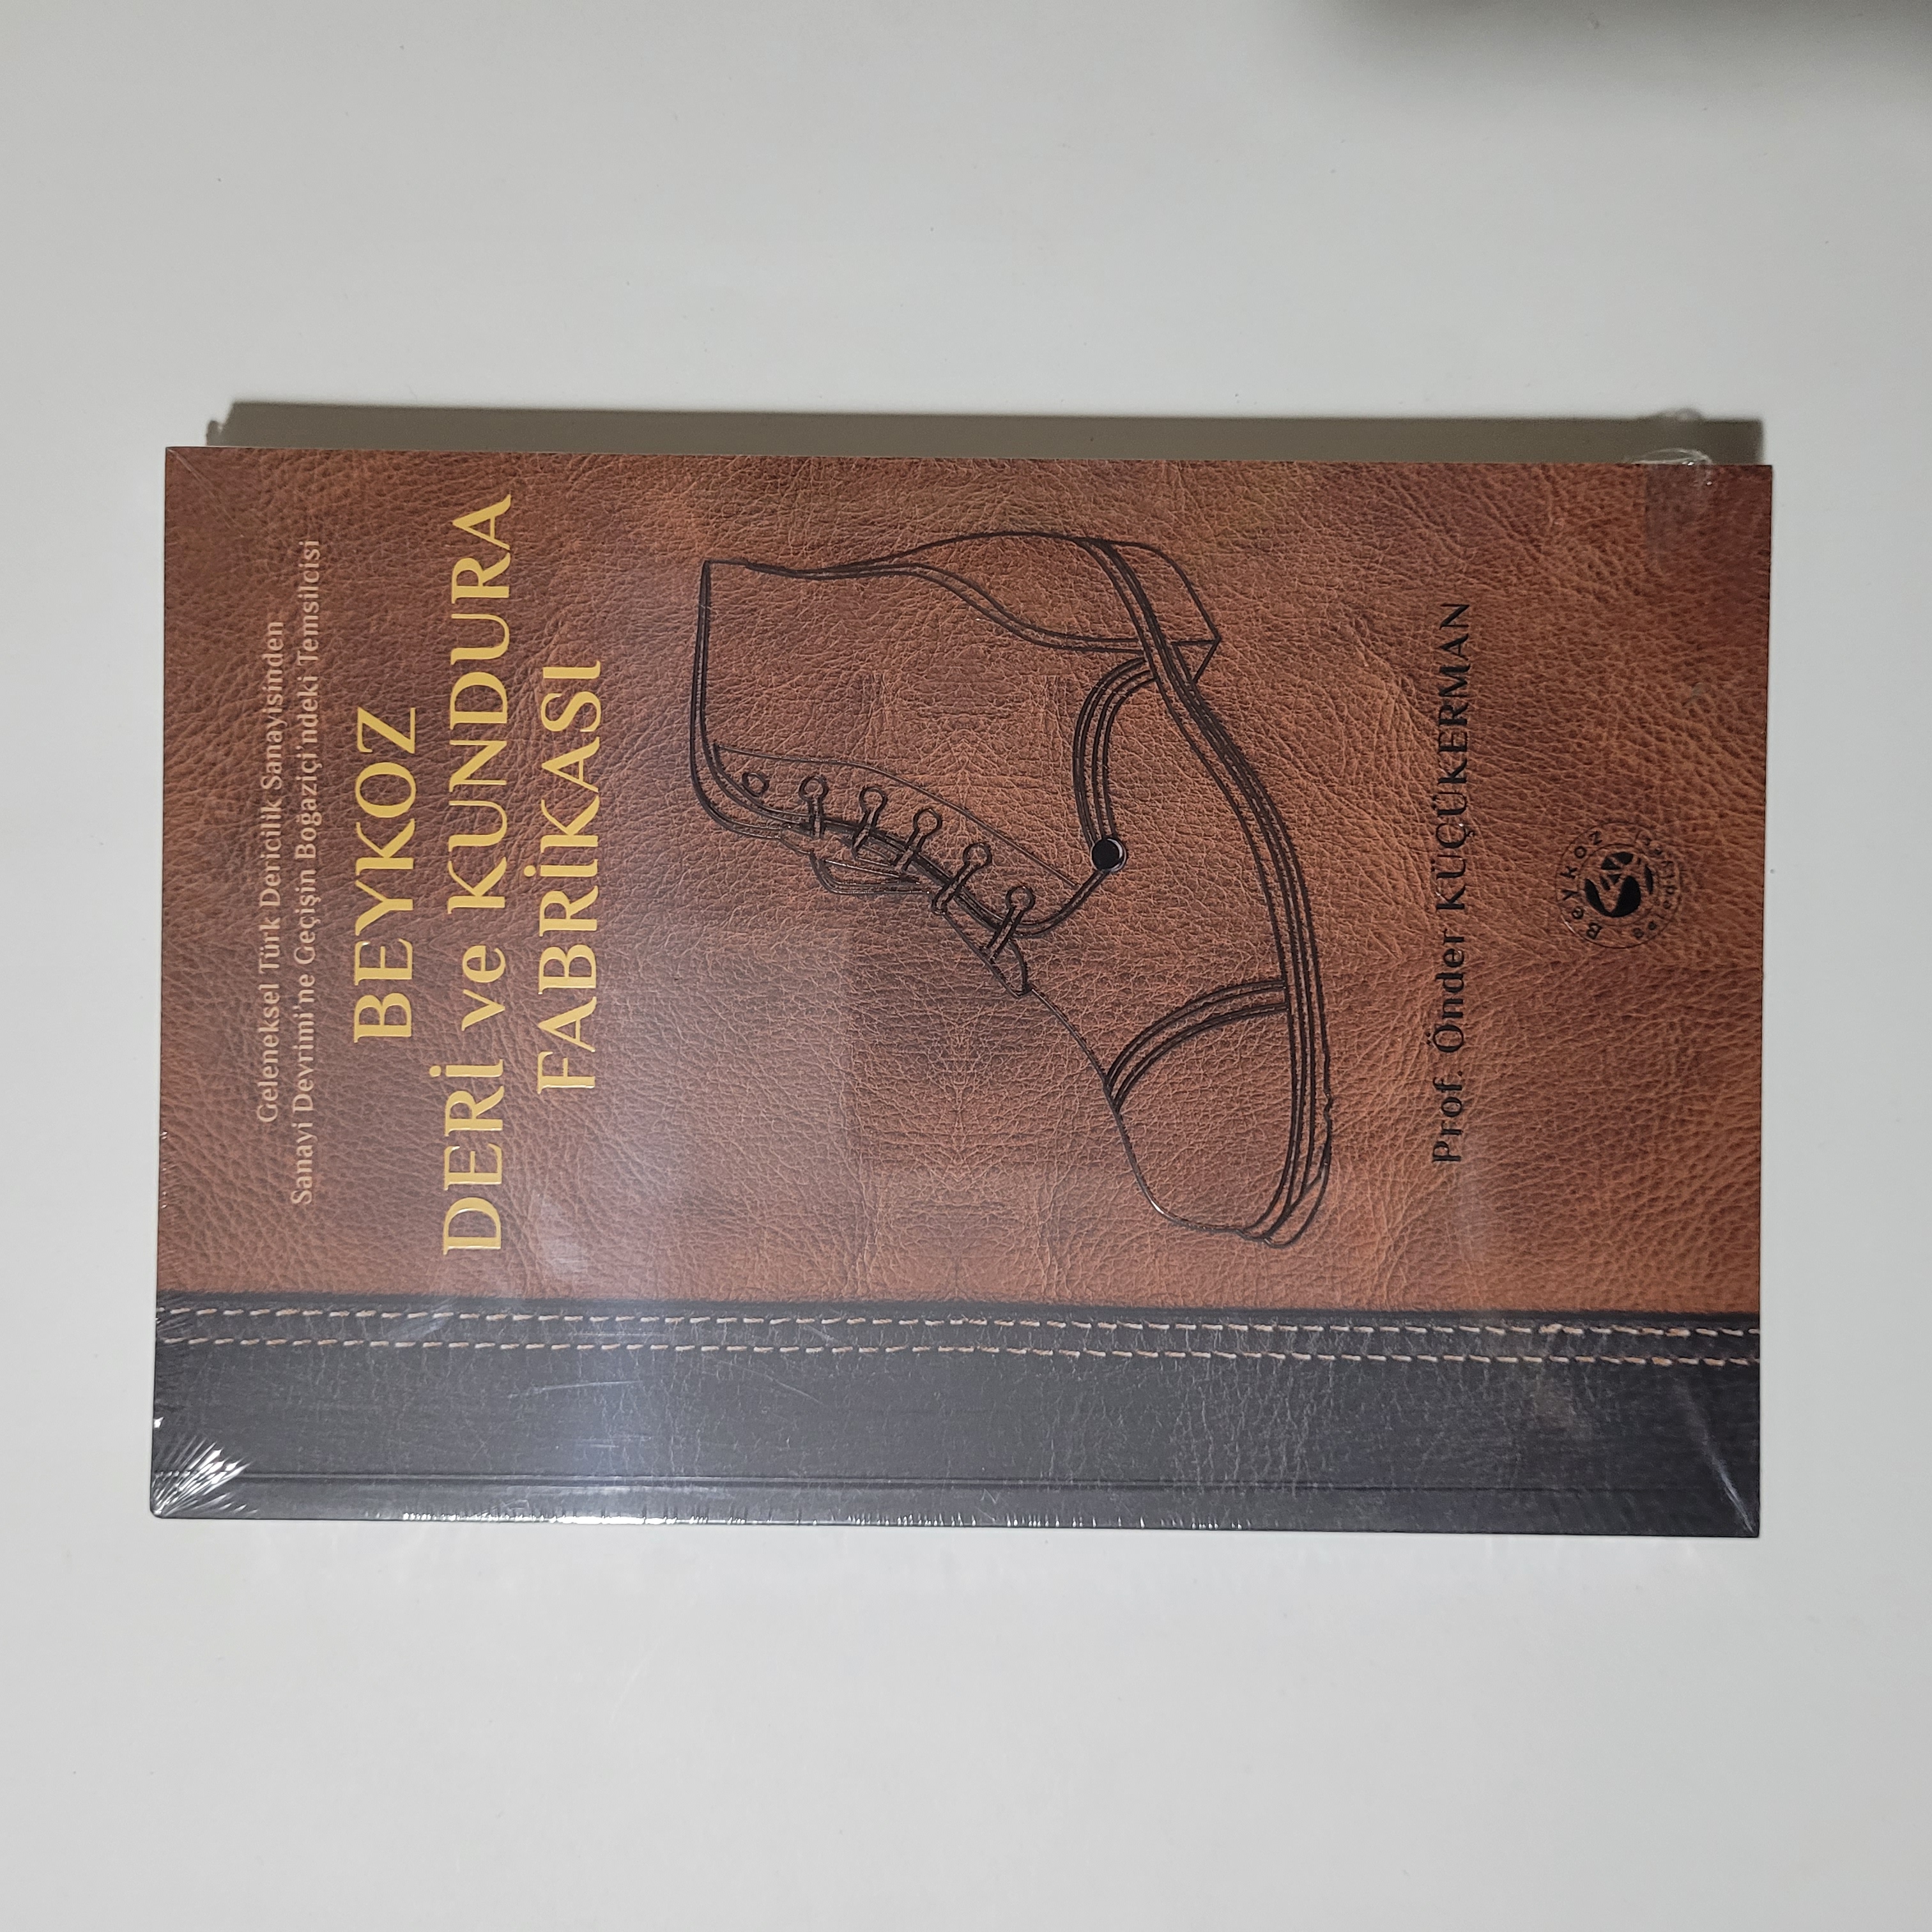 Geleneksel Türk Dericilik Sanayisinden
Sanayi Devrimi'ne Geçişin Boğaziçi'ndeki Temsilcisi
BEYKOZ
DERİ ve KUNDURA
FABRİKASI
Prof. Önder KÜÇÜKERMAN
Beykoz